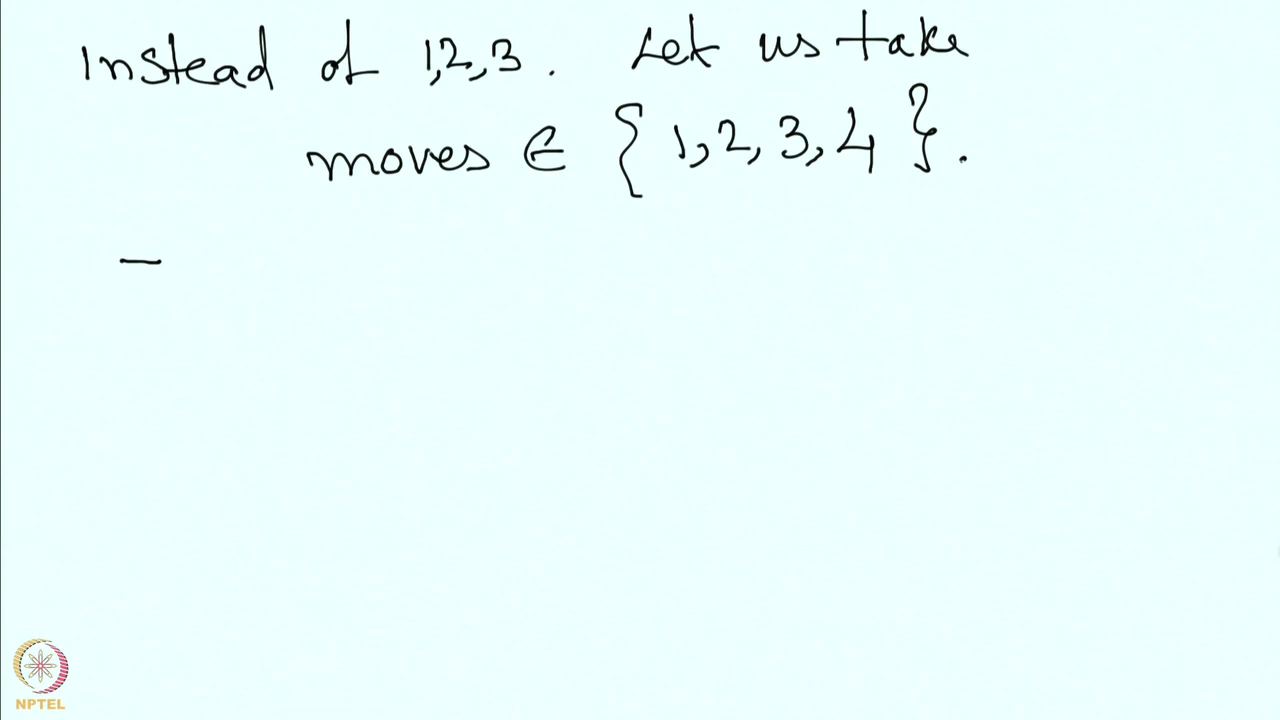 Instead of 1,2,3. Let us take
moves ∈ { 1, 2, 3, 4 }.
—
NPTEL